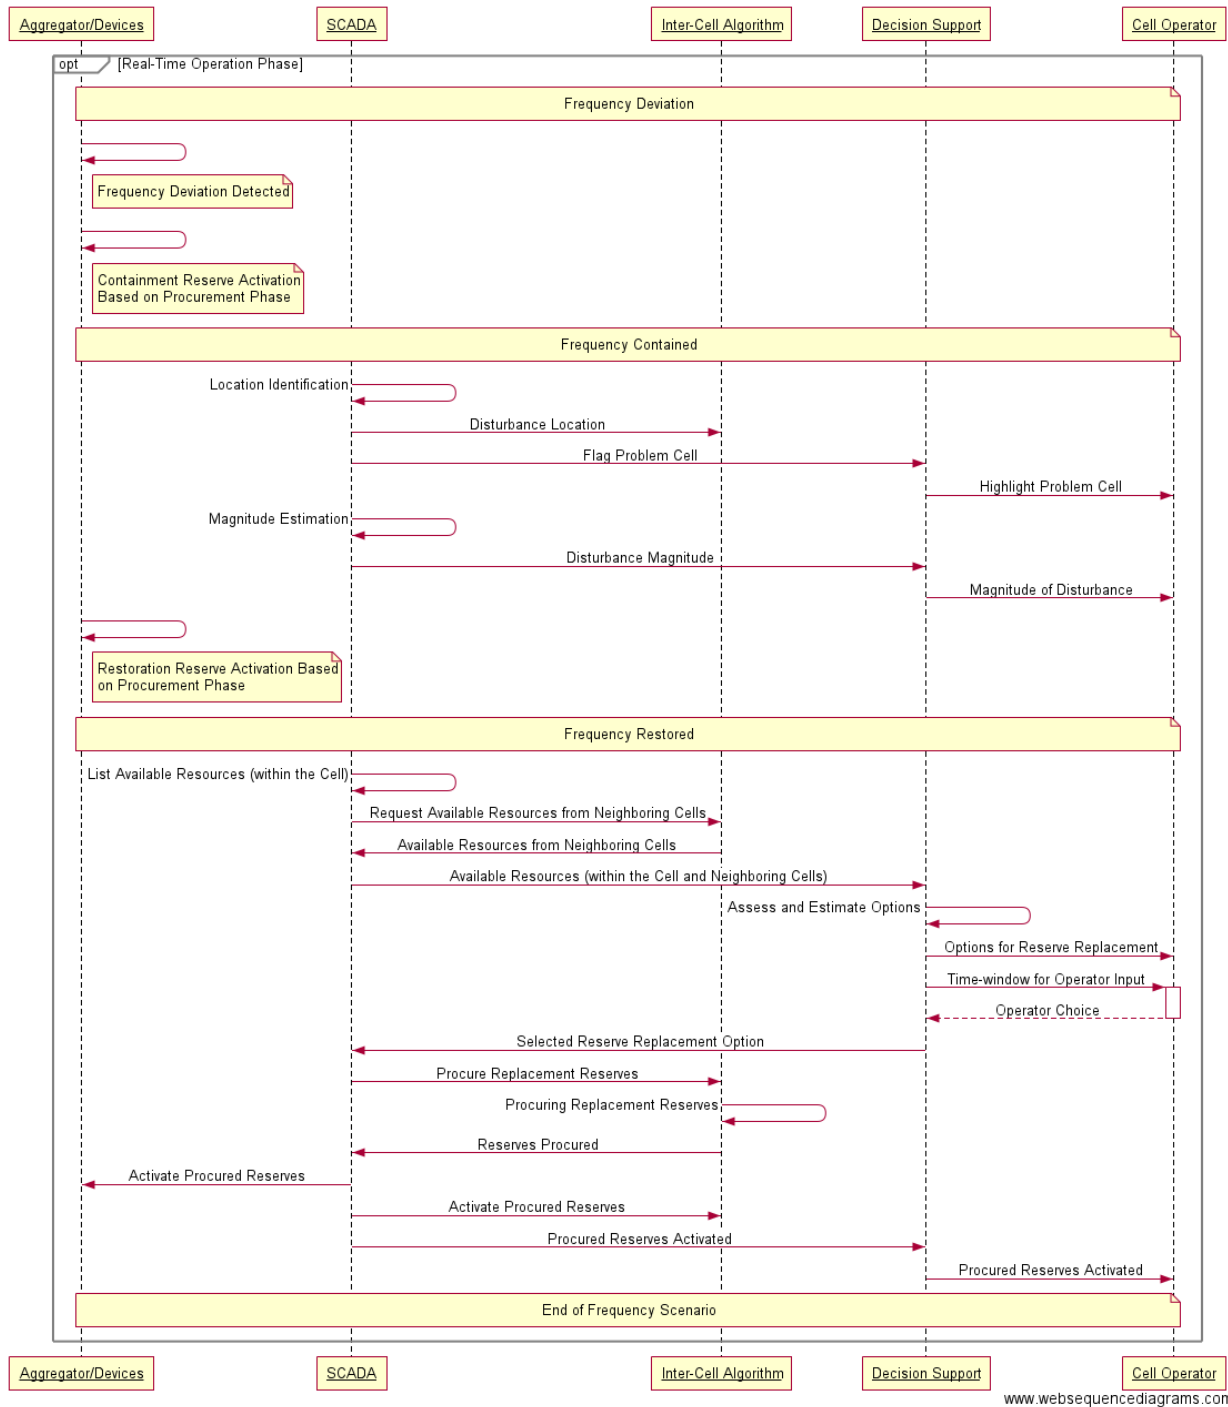 Aggregator/Devices
SCADA
Inter-Cell Algorithm
Decision Support
Cell Operator
opt
[Real-Time Operation Phase]
Frequency Deviation
Frequency Deviation Detected
Containment Reserve Activation
Based on Procurement Phase
Frequency Contained
Location Identification
Disturbance Location
Flag Problem Cell
Highlight Problem Cell
Magnitude Estimation
Disturbance Magnitude
Magnitude of Disturbance
Restoration Reserve Activation Based
on Procurement Phase
Frequency Restored
List Available Resources (within the Cell)
Request Available Resources from Neighboring Cells
Available Resources from Neighboring Cells
Available Resources (within the Cell and Neighboring Cells)
Assess and Estimate Options
Options for Reserve Replacement
Time-window for Operator Input
Operator Choice
Selected Reserve Replacement Option
Procure Replacement Reserves
Procuring Replacement Reserves
Reserves Procured
Activate Procured Reserves
Activate Procured Reserves
Procured Reserves Activated
Procured Reserves Activated
End of Frequency Scenario
Aggregator/Devices
SCADA
Inter-Cell Algorithm
Decision Support
Cell Operator
www.websequencediagrams.com